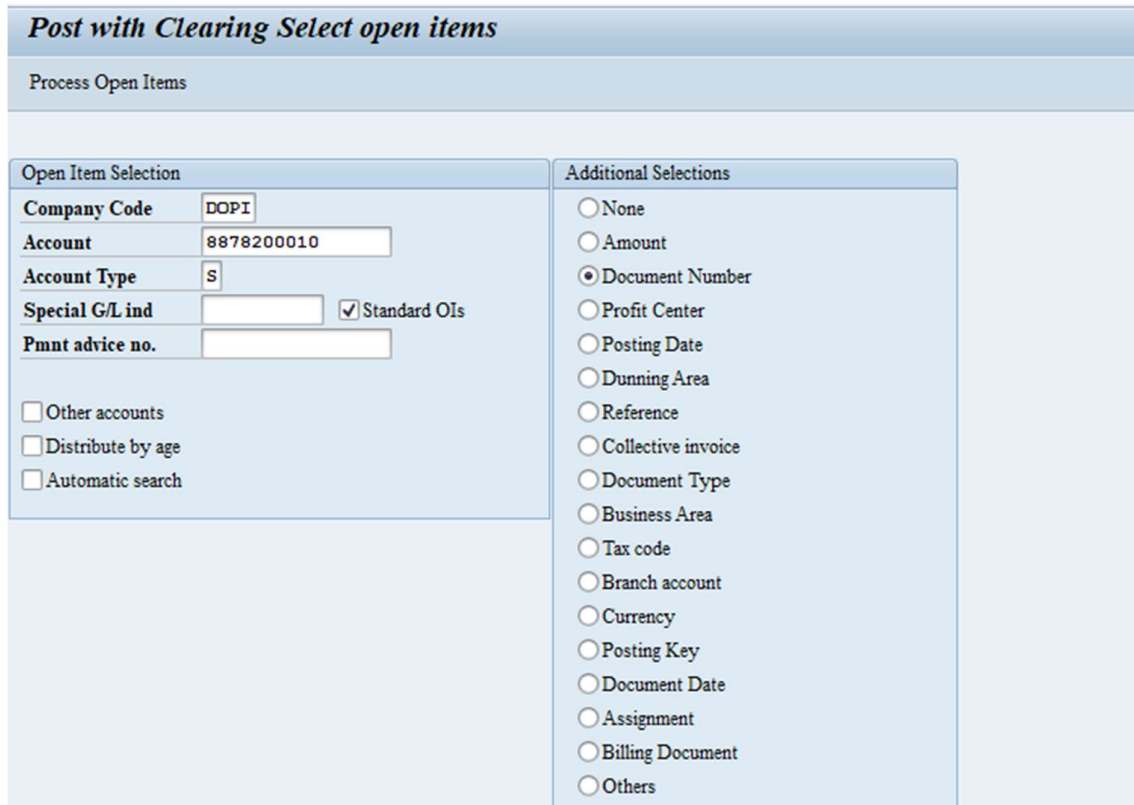 Post with Clearing Select open items
Process Open Items
Open Item Selection
Company Code DOPI
Account 8878200010
Account Type S
Special G/L ind Standard OIs
Pmnt advice no.
Other accounts
Distribute by age
Automatic search
Additional Selections
None
Amount
Document Number
Profit Center
Posting Date
Dunning Area
Reference
Collective invoice
Document Type
Business Area
Tax code
Branch account
Currency
Posting Key
Document Date
Assignment
Billing Document
Others